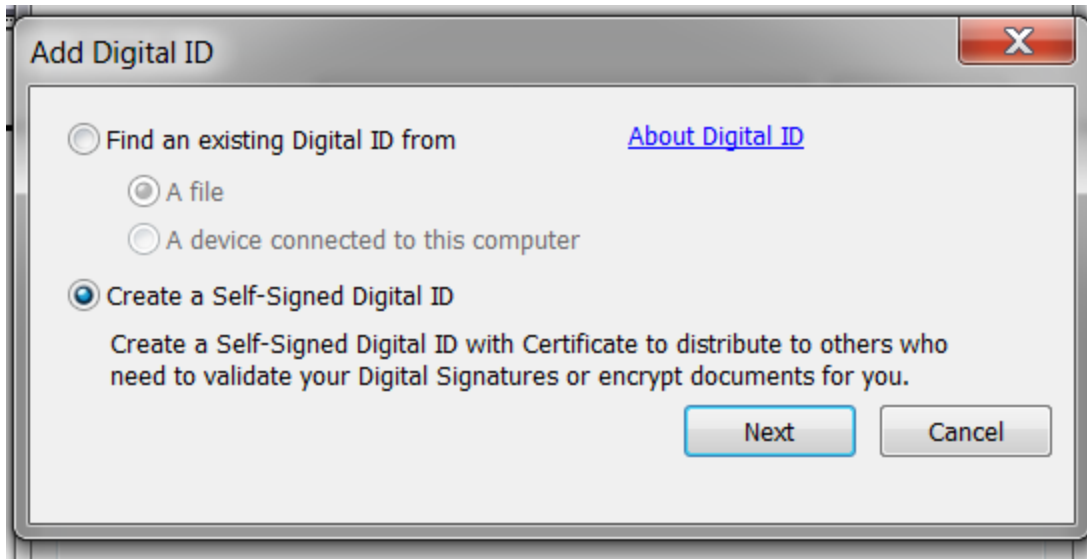 Add Digital ID
Find an existing Digital ID from
About Digital ID
A file
A device connected to this computer
Create a Self-Signed Digital ID
Create a Self-Signed Digital ID with Certificate to distribute to others who
need to validate your Digital Signatures or encrypt documents for you.
Next
Cancel